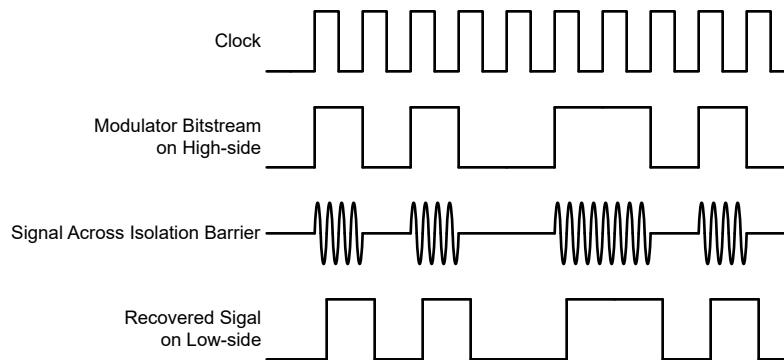 Clock
Modulator Bitstream
on High-side
Signal Across Isolation Barrier
Recovered Sigal
on Low-side